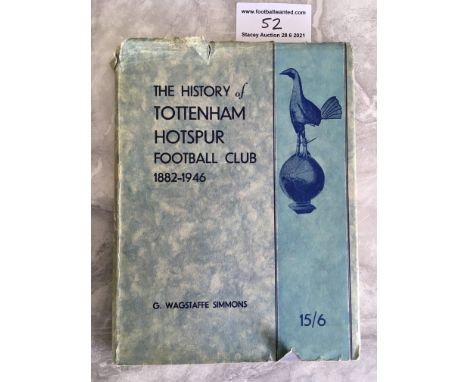 www.footballwanted.com
52
Stacey Auction 28 6 2021
THE HISTORY of
TOTTENHAM
HOTSPUR
FOOTBALL CLUB
1882-1946
G. WAGSTAFFE SIMMONS
15/6